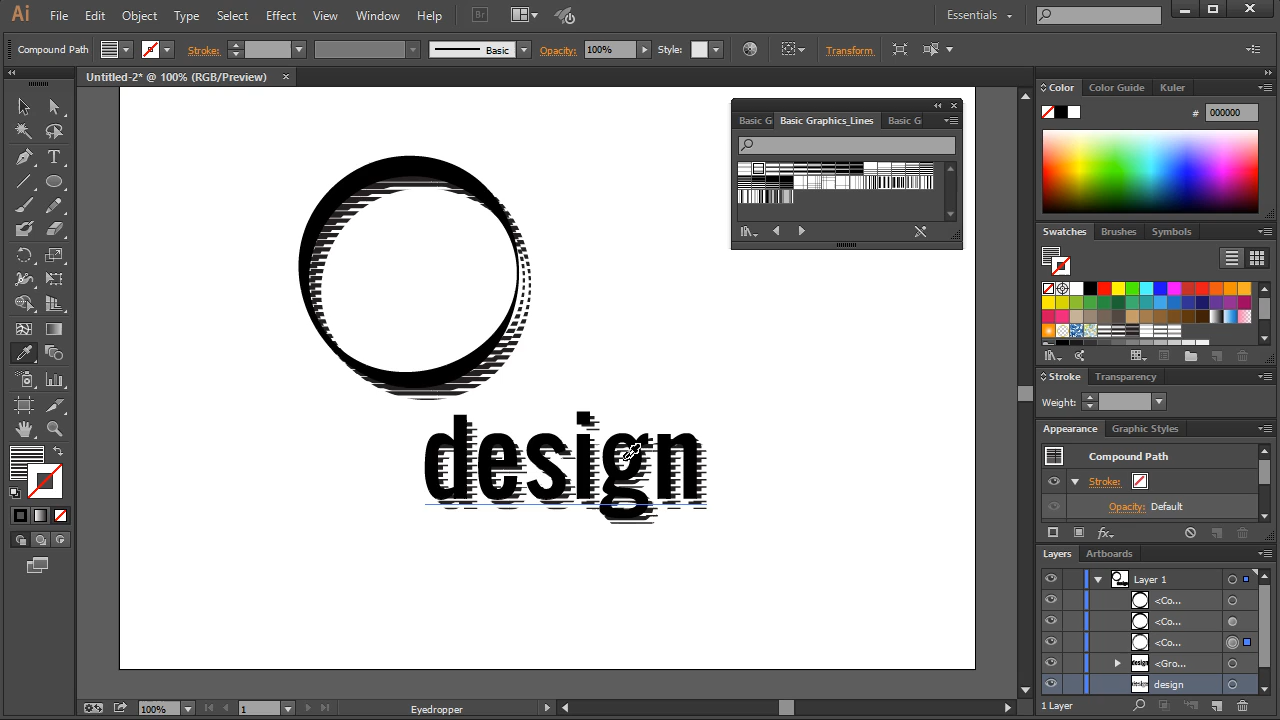 Ai File Edit Object Type Select Effect View Window Help Br Essentials
Compound Path Stroke: Basic Opacity: 100% Style: Transform
Untitled-2* @ 100% (RGB/Preview)
Basic G Basic Graphics_Lines Basic G
design
100% 1 Eyedropper
Color Color Guide Kuler
# 000000
Swatches Brushes Symbols
Stroke Transparency
Weight:
Appearance Graphic Styles
Compound Path
Stroke:
Opacity: Default
fx
Layers Artboards
Layer 1
<Co...
<Co...
<Co...
<Gro...
design
1 Layer